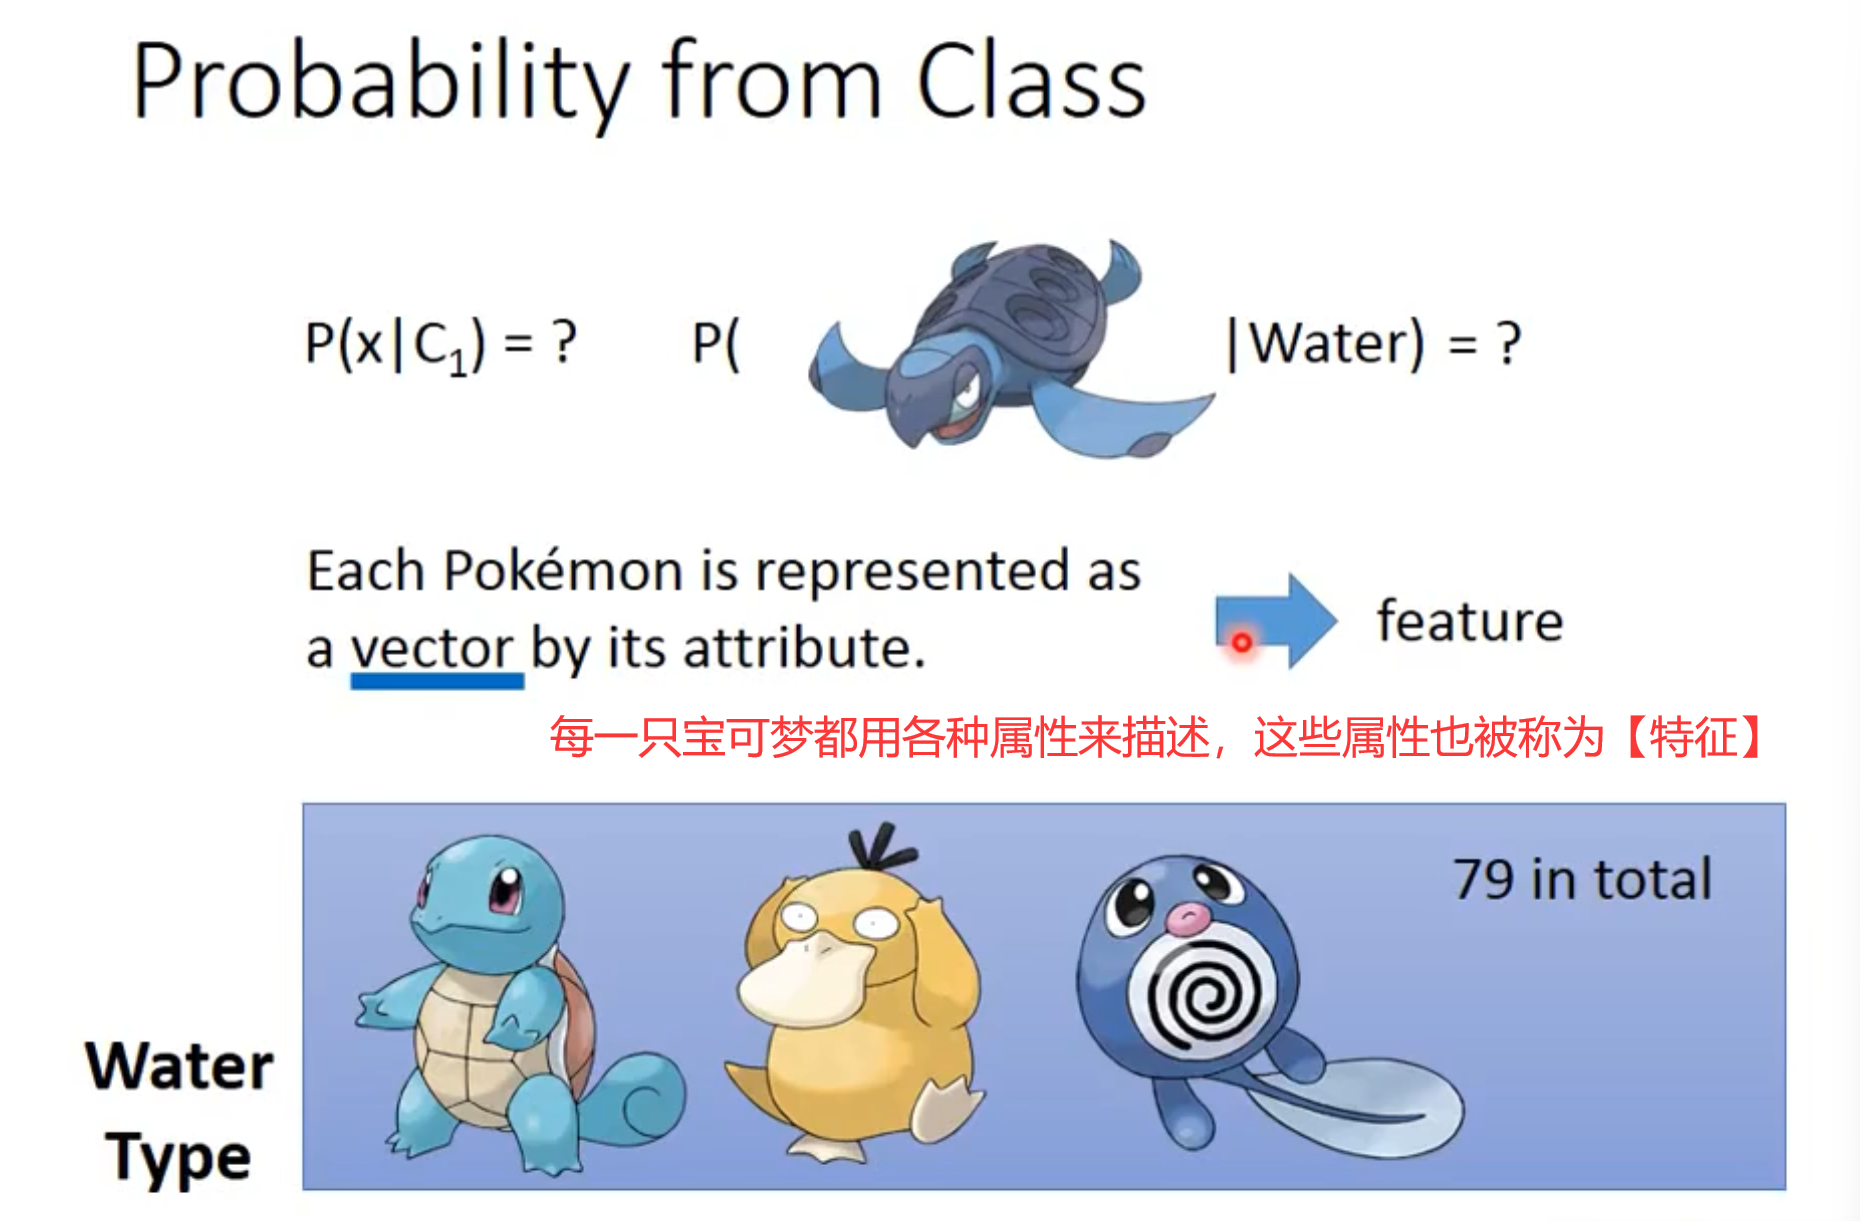 Probability from Class
P(x|C₁) = ? P( |Water) = ?
Each Pokémon is represented as
a vector by its attribute.
feature
每一只宝可梦都用各种属性来描述，这些属性也被称为【特征】
79 in total
Water
Type